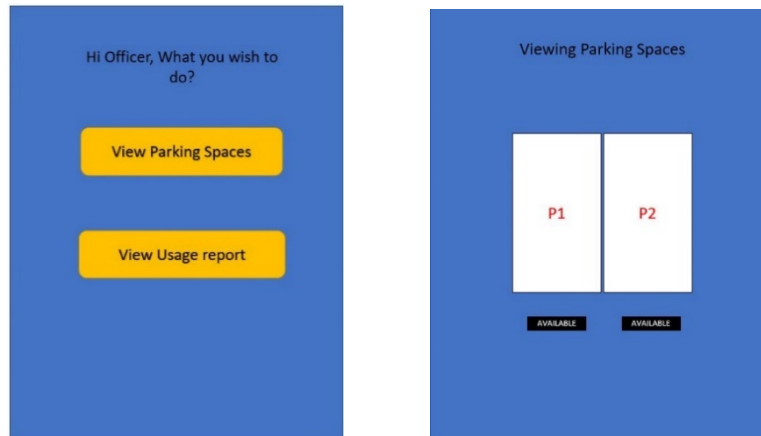 Hi Officer, What you wish to
do?
View Parking Spaces
View Usage report
Viewing Parking Spaces
P1 P2
AVAILABLE AVAILABLE